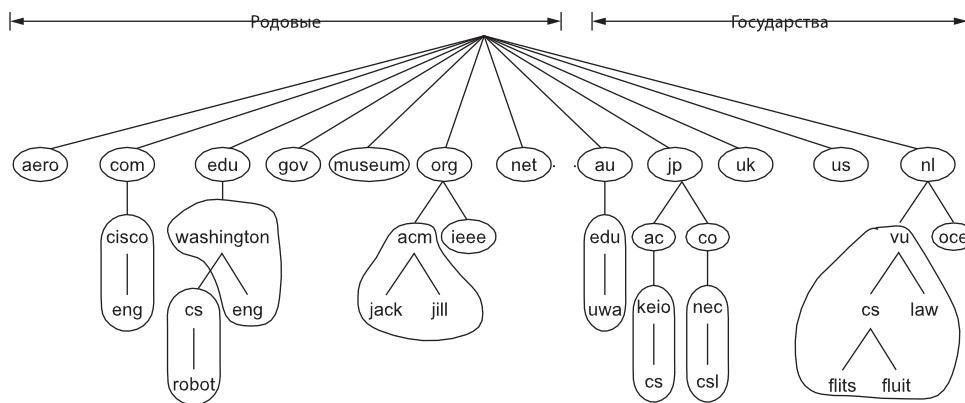 Родовые Государства
aero com edu gov museum org net . . au jp uk us nl
cisco washington acm ieee edu ac co vu oce
eng cs eng jack jill uwa keio nec cs law
robot cs csl flits fluit